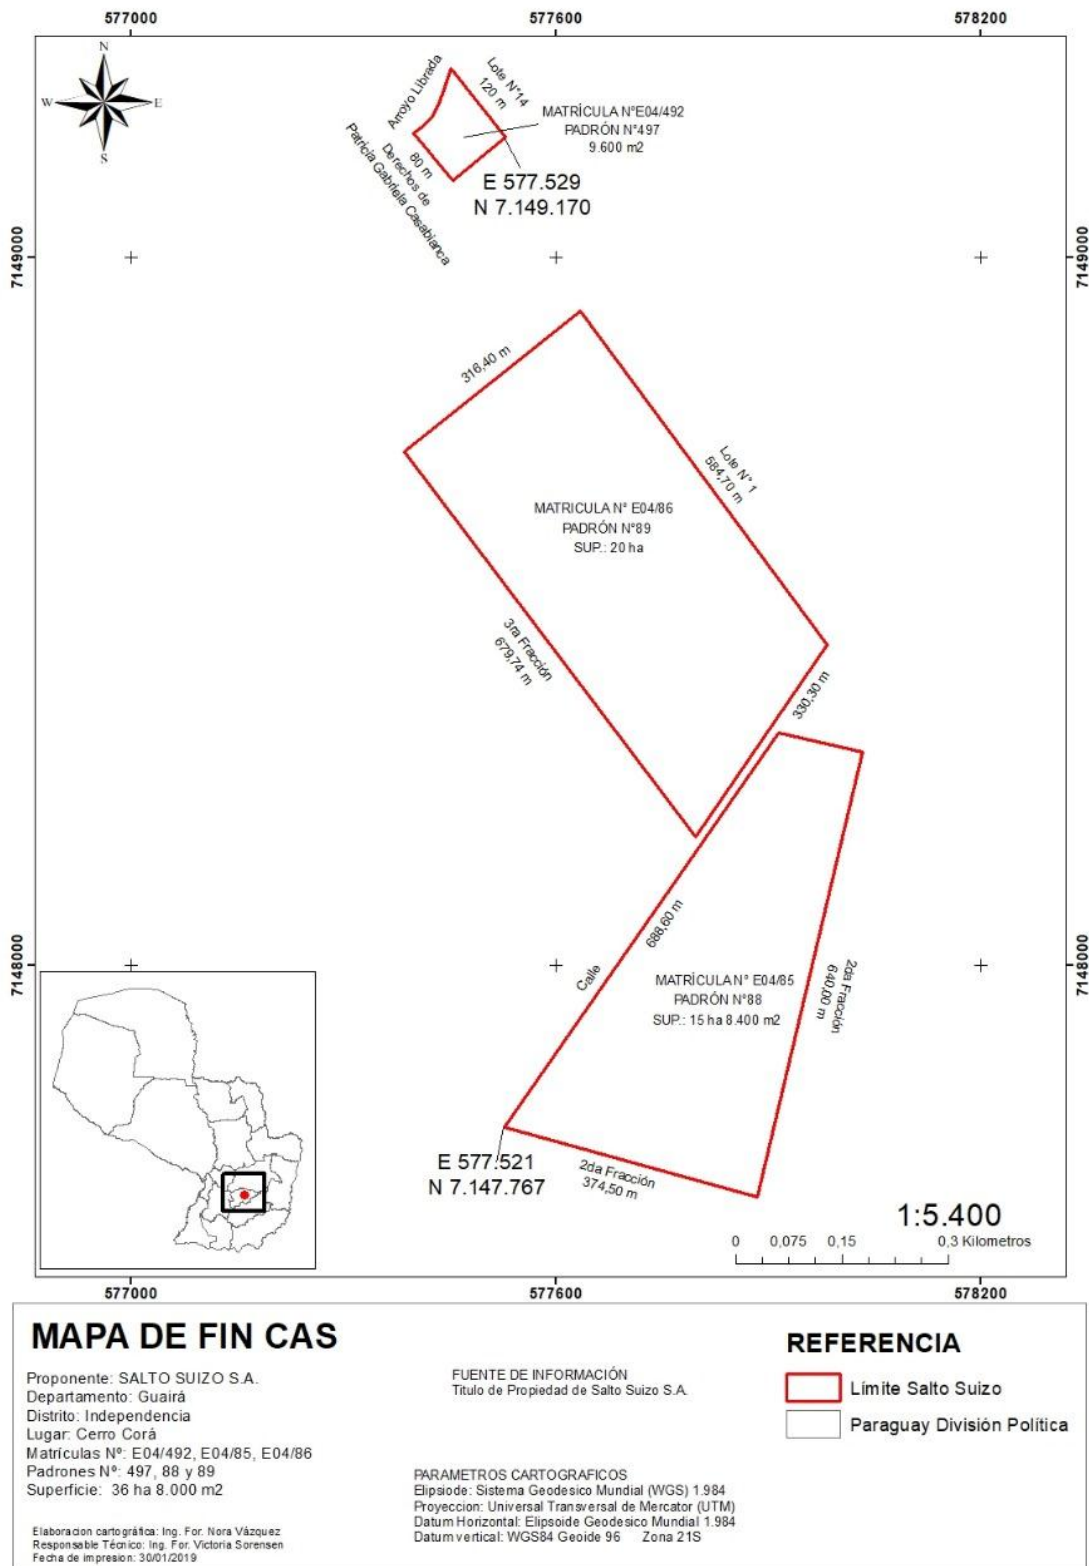 577000
577600
578200
N
W
E
S
Arroyo Librada
Lote N°14
120 m
MATRÍCULA N°E04/492
PADRÓN N°497
9.600 m2
80 m
Derechos de
Patricia Gabriela Casabianca
E 577.529
N 7.149.170
7149000
7149000
316,40 m
Lote N° 1
584,70 m
MATRICULA N° E04/86
PADRÓN N°89
SUP.: 20 ha
3ra Fracción
679,74 m
330,30 m
688,60 m
Calle
7148000
7148000
MATRÍCULA N° E04/85
PADRÓN N°88
SUP.: 15 ha 8.400 m2
2da Fracción
640,00 m
E 577.521
N 7.147.767
2da Fracción
374,50 m
1:5.400
0 0,075 0,15 0,3 Kilometros
577000
577600
578200
MAPA DE FIN CAS
Proponente: SALTO SUIZO S.A.
Departamento: Guairá
Distrito: Independencia
Lugar: Cerro Corá
Matrículas Nº: E04/492, E04/85, E04/86
Padrones Nº: 497, 88 y 89
Superficie: 36 ha 8.000 m2
Elaboracion cartográfica: Ing. For. Nora Vázquez
Responsable Técnico: Ing. For. Victoria Sorensen
Fecha de impresion: 30/01/2019
FUENTE DE INFORMACIÓN
Titulo de Propiedad de Salto Suizo S.A.
PARAMETROS CARTOGRAFICOS
Elipsiode: Sistema Geodesico Mundial (WGS) 1.984
Proyeccion: Universal Transversal de Mercator (UTM)
Datum Horizontal: Elipsoide Geodesico Mundial 1.984
Datum vertical: WGS84 Geoide 96 Zona 21S
REFERENCIA
Límite Salto Suizo
Paraguay División Política